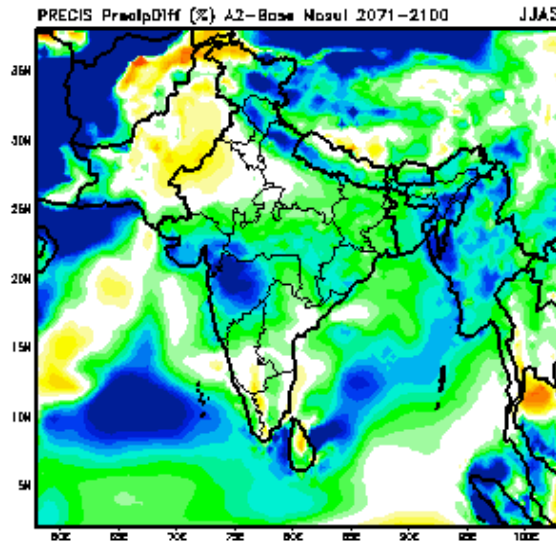 PRECIS PrecipDiff (%) A2-Base Nosul 2071-2100 JJAS
35N
30N
25N
20N
15N
10N
5N
60E 65E 70E 75E 80E 85E 90E 95E 100E